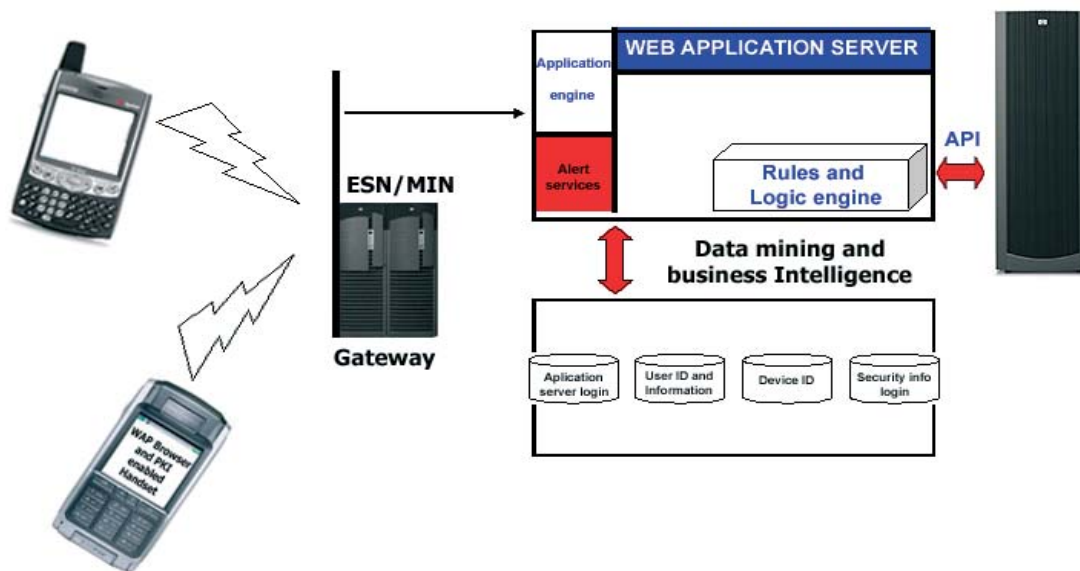 WEB APPLICATION SERVER
Application
engine
Alert
services
Rules and
Logic engine
API
ESN/MIN
Gateway
Data mining and
business Intelligence
Aplication
server login
User ID and
Information
Device ID
Security info
login
WAP Browser
and PKI
enabled
Handset
hp